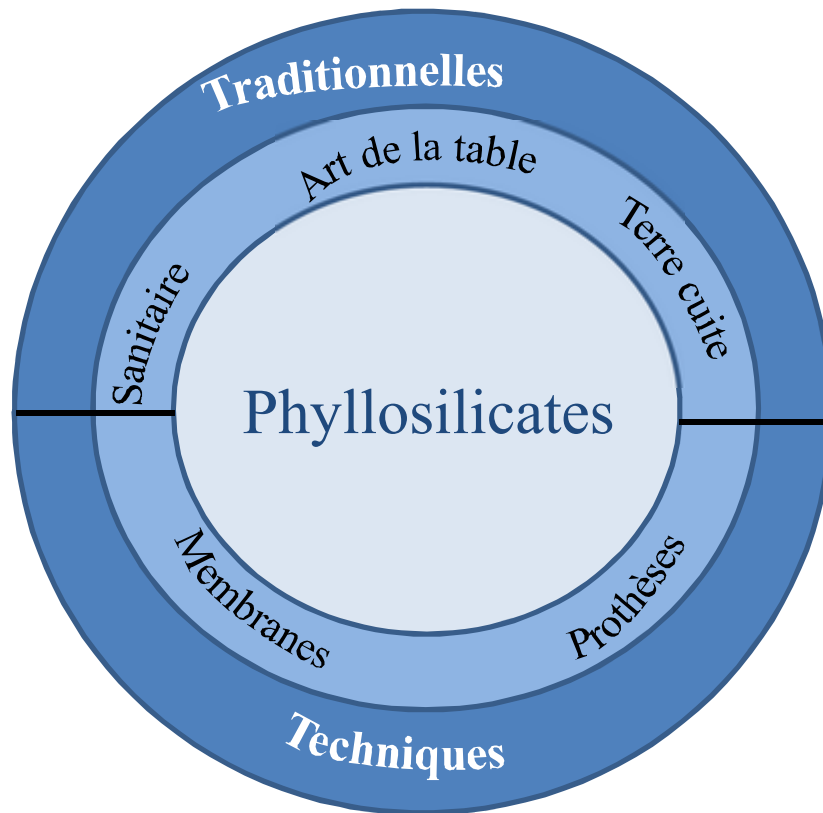 Traditionnelles
Art de la table
Terre cuite
Sanitaire
Phyllosilicates
Membranes
Prothèses
Techniques